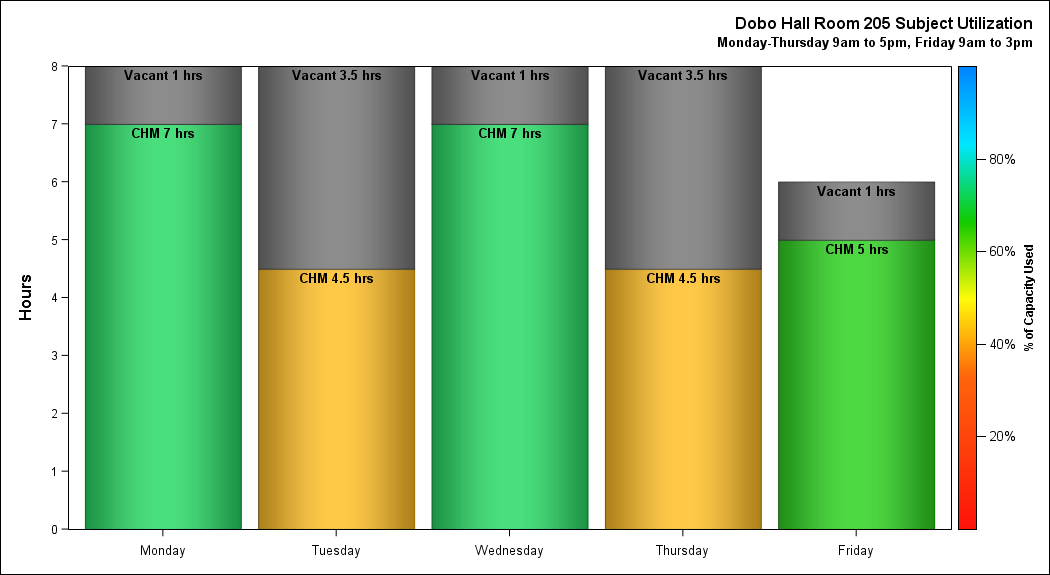 Dobo Hall Room 205 Subject Utilization
Monday-Thursday 9am to 5pm, Friday 9am to 3pm
Hours
8
7
6
5
4
3
2
1
0
Vacant 1 hrs
CHM 7 hrs
Vacant 3.5 hrs
CHM 4.5 hrs
Vacant 1 hrs
CHM 7 hrs
Vacant 3.5 hrs
CHM 4.5 hrs
Vacant 1 hrs
CHM 5 hrs
Monday
Tuesday
Wednesday
Thursday
Friday
80%
60%
40%
20%
% of Capacity Used